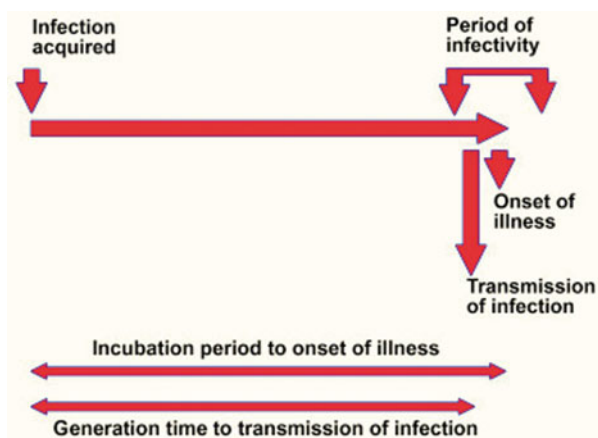 Infection
acquired
Period of
infectivity
Onset of
illness
Transmission
of infection
Incubation period to onset of illness
Generation time to transmission of infection